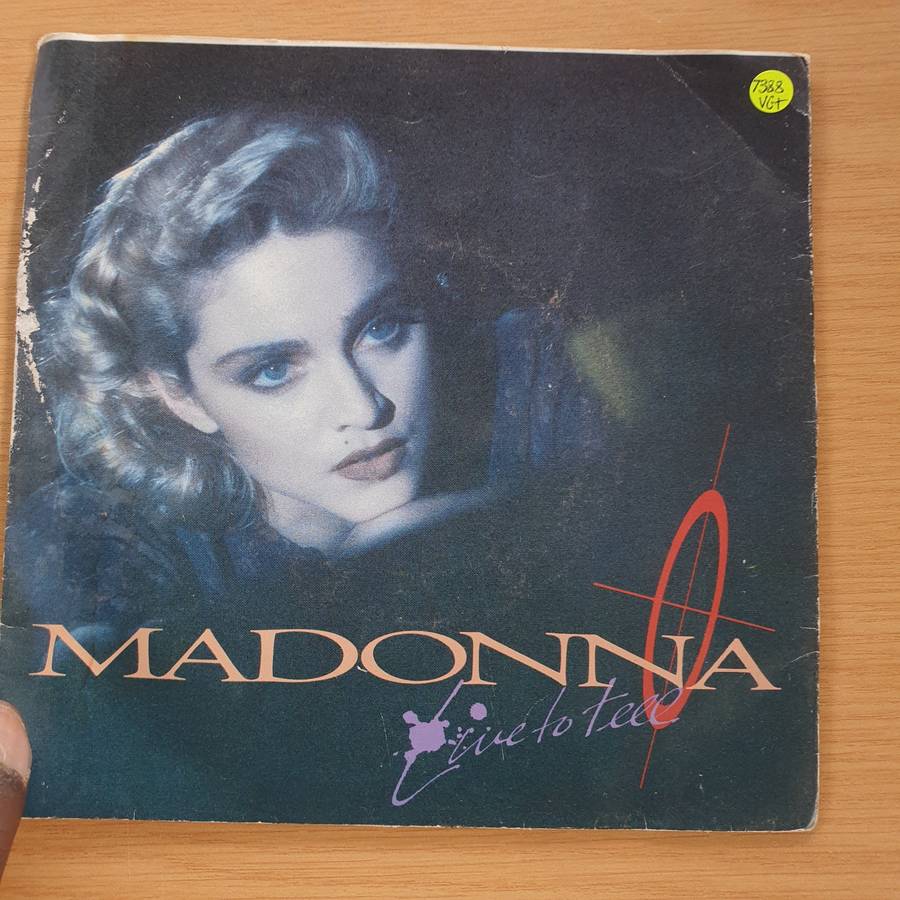 7388
VG+
MADONNA
Live to Tell